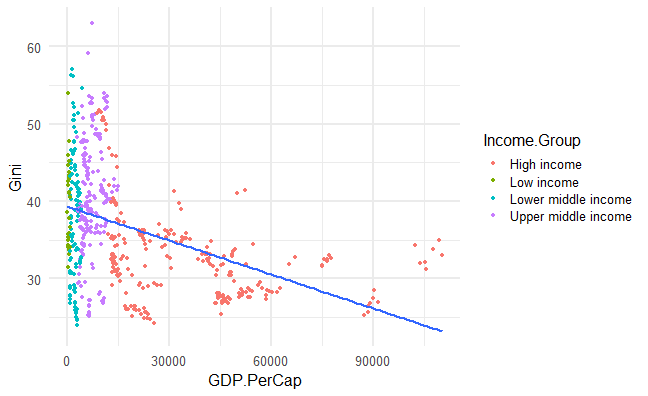 60
50
40
30
Gini
0 30000 60000 90000
GDP.PerCap
Income.Group
High income
Low income
Lower middle income
Upper middle income